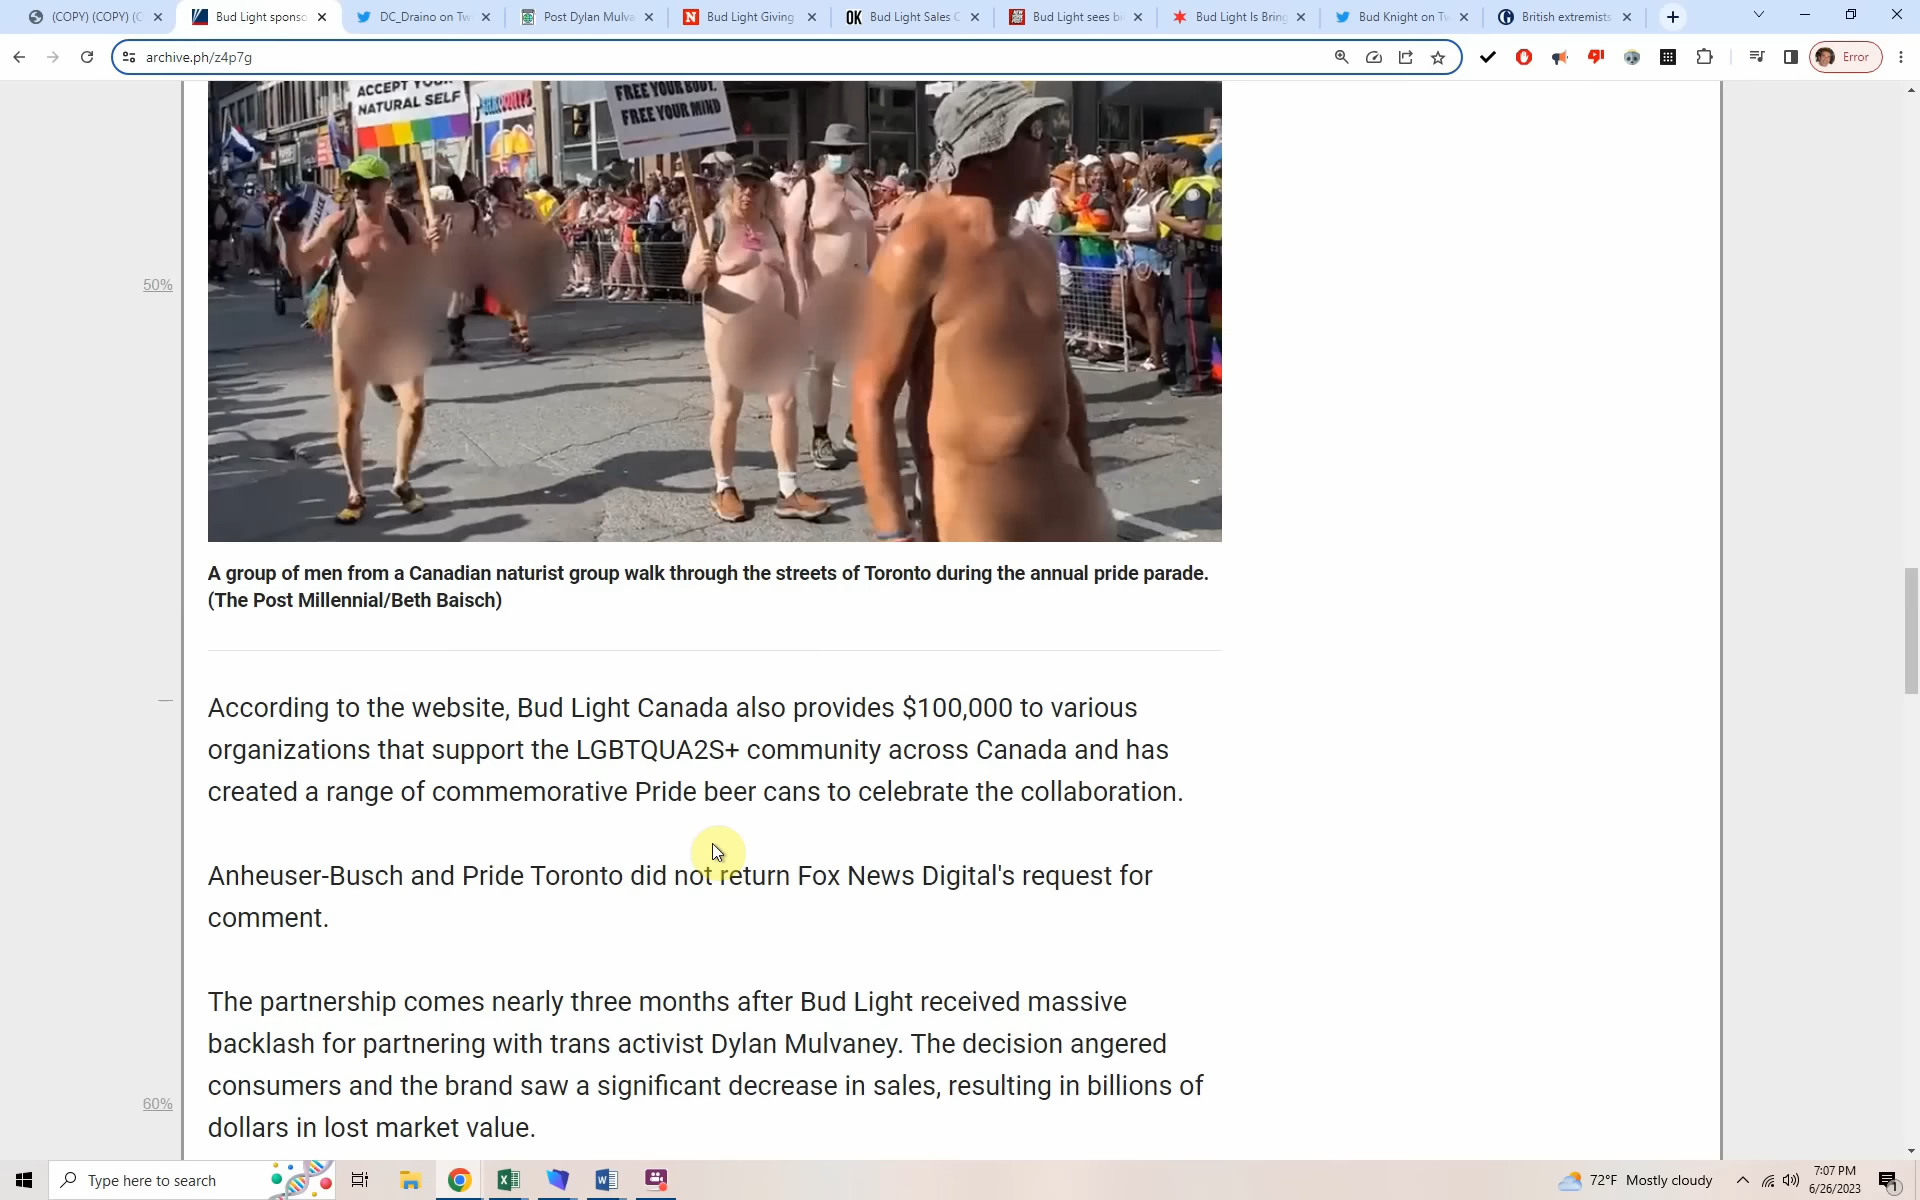 (COPY) (COPY) (C
Bud Light sponso
DC_Draino on Tw
Post Dylan Mulva
Bud Light Giving
Bud Light Sales C
Bud Light sees bi
Bud Light Is Bring
Bud Knight on Tw
British extremists
archive.ph/z4p7g
Error
ACCEPT YOUR
NATURAL SELF
FREE YOUR BODY,
FREE YOUR MIND
50%
A group of men from a Canadian naturist group walk through the streets of Toronto during the annual pride parade.
(The Post Millennial/Beth Baisch)
According to the website, Bud Light Canada also provides $100,000 to various
organizations that support the LGBTQUA2S+ community across Canada and has
created a range of commemorative Pride beer cans to celebrate the collaboration.
Anheuser-Busch and Pride Toronto did not return Fox News Digital's request for
comment.
The partnership comes nearly three months after Bud Light received massive
backlash for partnering with trans activist Dylan Mulvaney. The decision angered
consumers and the brand saw a significant decrease in sales, resulting in billions of
60%
dollars in lost market value.
Type here to search
72°F Mostly cloudy
7:07 PM
6/26/2023
1